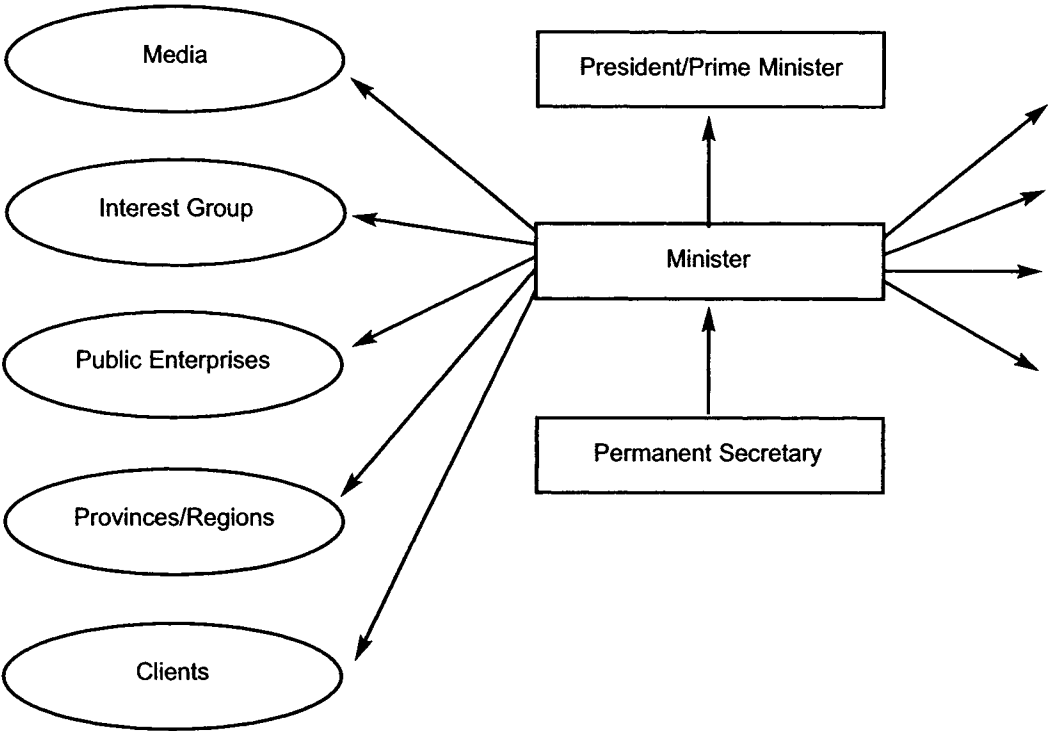 Media
President/Prime Minister
Interest Group
Minister
Public Enterprises
Permanent Secretary
Provinces/Regions
Clients